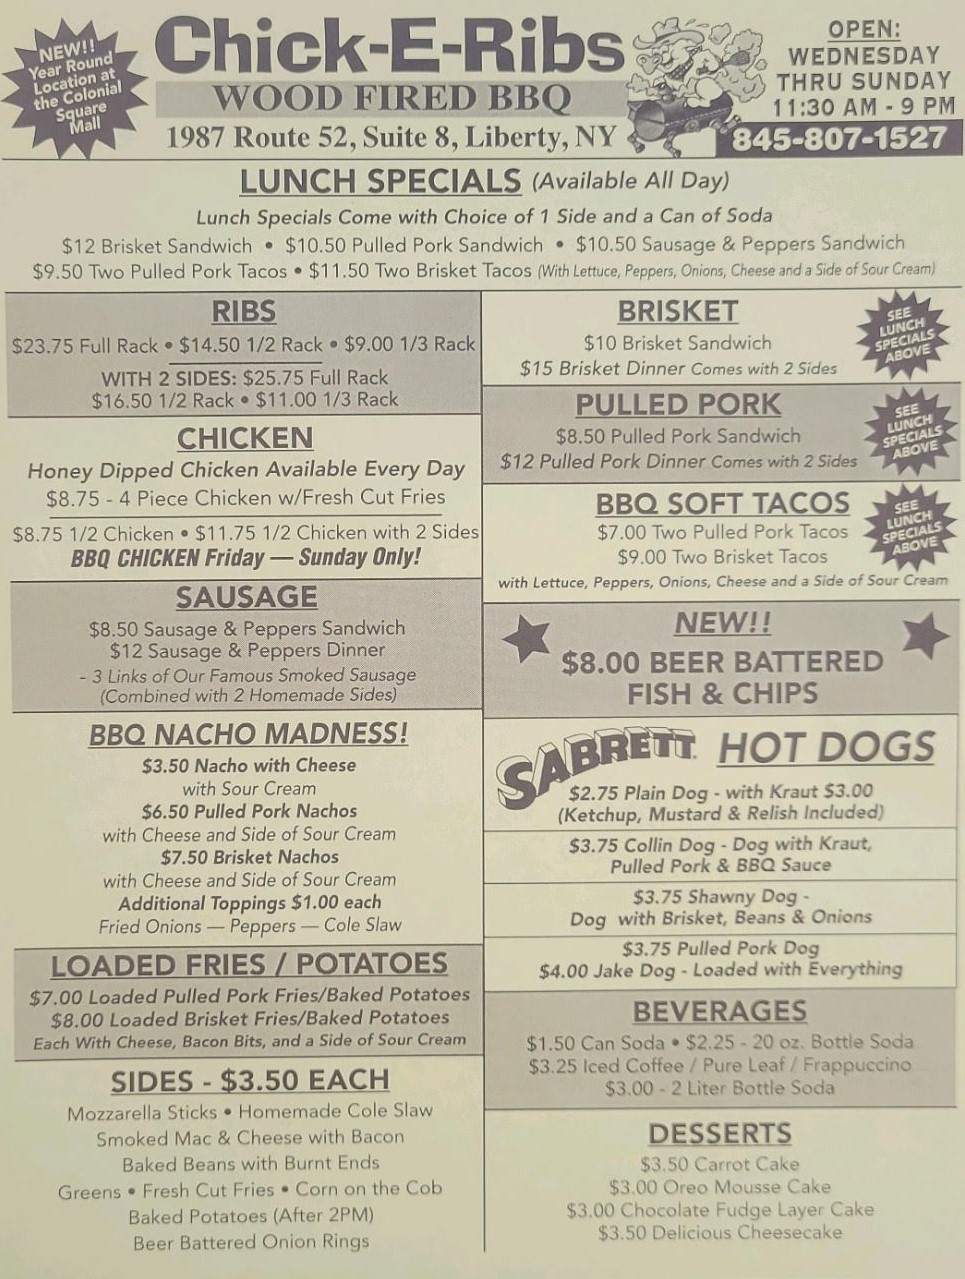 NEW!!
Year Round
Location at
the Colonial
Square
Mall
Chick-E-Ribs
WOOD FIRED BBQ
1987 Route 52, Suite 8, Liberty, NY
OPEN:
WEDNESDAY
THRU SUNDAY
11:30 AM - 9 PM
845-807-1527
LUNCH SPECIALS (Available All Day)
Lunch Specials Come with Choice of 1 Side and a Can of Soda
$12 Brisket Sandwich • $10.50 Pulled Pork Sandwich • $10.50 Sausage & Peppers Sandwich
$9.50 Two Pulled Pork Tacos • $11.50 Two Brisket Tacos (With Lettuce, Peppers, Onions, Cheese and a Side of Sour Cream)
RIBS
$23.75 Full Rack • $14.50 1/2 Rack • $9.00 1/3 Rack
WITH 2 SIDES: $25.75 Full Rack
$16.50 1/2 Rack • $11.00 1/3 Rack
CHICKEN
Honey Dipped Chicken Available Every Day
$8.75 - 4 Piece Chicken w/Fresh Cut Fries
$8.75 1/2 Chicken • $11.75 1/2 Chicken with 2 Sides
BBQ CHICKEN Friday — Sunday Only!
SAUSAGE
$8.50 Sausage & Peppers Sandwich
$12 Sausage & Peppers Dinner
- 3 Links of Our Famous Smoked Sausage
(Combined with 2 Homemade Sides)
BBQ NACHO MADNESS!
$3.50 Nacho with Cheese
with Sour Cream
$6.50 Pulled Pork Nachos
with Cheese and Side of Sour Cream
$7.50 Brisket Nachos
with Cheese and Side of Sour Cream
Additional Toppings $1.00 each
Fried Onions — Peppers — Cole Slaw
LOADED FRIES / POTATOES
$7.00 Loaded Pulled Pork Fries/Baked Potatoes
$8.00 Loaded Brisket Fries/Baked Potatoes
Each With Cheese, Bacon Bits, and a Side of Sour Cream
SIDES - $3.50 EACH
Mozzarella Sticks • Homemade Cole Slaw
Smoked Mac & Cheese with Bacon
Baked Beans with Burnt Ends
Greens • Fresh Cut Fries • Corn on the Cob
Baked Potatoes (After 2PM)
Beer Battered Onion Rings
BRISKET
$10 Brisket Sandwich
$15 Brisket Dinner Comes with 2 Sides
SEE
LUNCH
SPECIALS
ABOVE
PULLED PORK
$8.50 Pulled Pork Sandwich
$12 Pulled Pork Dinner Comes with 2 Sides
SEE
LUNCH
SPECIALS
ABOVE
BBQ SOFT TACOS
$7.00 Two Pulled Pork Tacos
$9.00 Two Brisket Tacos
with Lettuce, Peppers, Onions, Cheese and a Side of Sour Cream
SEE
LUNCH
SPECIALS
ABOVE
NEW!!
$8.00 BEER BATTERED
FISH & CHIPS
SABRETT HOT DOGS
$2.75 Plain Dog - with Kraut $3.00
(Ketchup, Mustard & Relish Included)
$3.75 Collin Dog - Dog with Kraut,
Pulled Pork & BBQ Sauce
$3.75 Shawny Dog -
Dog with Brisket, Beans & Onions
$3.75 Pulled Pork Dog
$4.00 Jake Dog - Loaded with Everything
BEVERAGES
$1.50 Can Soda • $2.25 - 20 oz. Bottle Soda
$3.25 Iced Coffee / Pure Leaf / Frappuccino
$3.00 - 2 Liter Bottle Soda
DESSERTS
$3.50 Carrot Cake
$3.00 Oreo Mousse Cake
$3.00 Chocolate Fudge Layer Cake
$3.50 Delicious Cheesecake